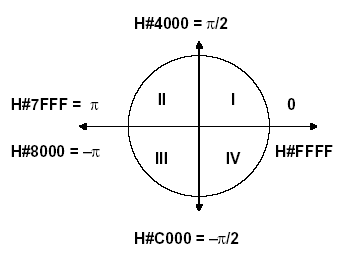 H#4000 = π/2
II I
H#7FFF = π 0
H#8000 = –π H#FFFF
III IV
H#C000 = –π/2